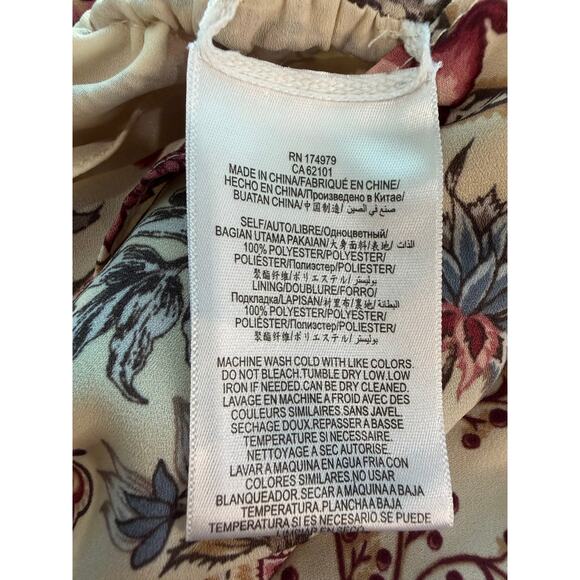 RN 174979
CA 62101
MADE IN CHINA/FABRIQUÉ EN CHINE/
HECHO EN CHINA/Произведено в Китае/
BUATAN CHINA/中国制造/صنع في الصين
SELF/AUTO/LIBRE/Одноцветный/
BAGIAN UTAMA PAKAIAN/大身面料/表地/الذات
100% POLYESTER/POLYESTER/
POLIÉSTER/Полиэстер/POLIESTER/
聚酯纤维/ポリエステル/بوليستر
LINING/DOUBLURE/FORRO/
Подкладка/LAPISAN/衬里布/裏地/البطانة
100% POLYESTER/POLYESTER/
POLIÉSTER/Полиэстер/POLIESTER/
聚酯纤维/ポリエステル/بوليستر
MACHINE WASH COLD WITH LIKE COLORS.
DO NOT BLEACH.TUMBLE DRY LOW.LOW
IRON IF NEEDED.CAN BE DRY CLEANED.
LAVAGE EN MACHINE A FROID AVEC DES
COULEURS SIMILAIRES.SANS JAVEL.
SECHAGE DOUX.REPASSER A BASSE
TEMPERATURE SI NECESSAIRE.
NETTOYAGE A SEC AUTORISE.
LAVAR A MAQUINA EN AGUA FRIA CON
COLORES SIMILARES.NO USAR
BLANQUEADOR.SECAR A MAQUINA A BAJA
TEMPERATURA.PLANCHA A BAJA
TEMPERATURA SI ES NECESARIO.SE PUEDE
LIMPIAR EN SECO